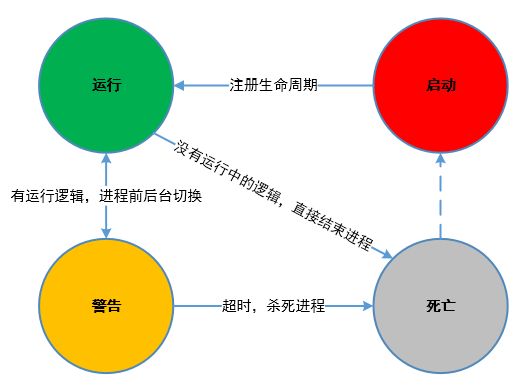 运行
注册生命周期
启动
没有运行中的逻辑，直接结束进程
有运行逻辑，进程前后台切换
警告
超时，杀死进程
死亡